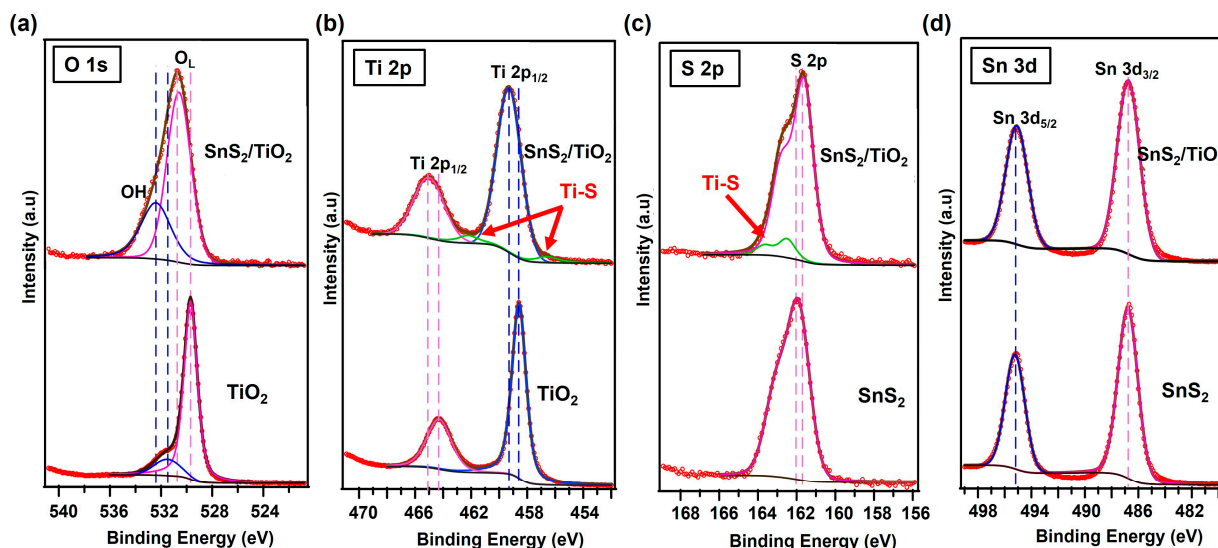 (a)
O 1s
O_L
OH
SnS₂/TiO₂
TiO₂
Intensity (a.u)
540 536 532 528 524
Binding Energy (eV)
(b)
Ti 2p
Ti 2p₁/₂
SnS₂/TiO₂
Ti 2p₁/₂
Ti-S
TiO₂
Intensity (a.u)
470 466 462 458 454
Binding Energy (eV)
(c)
S 2p
S 2p
SnS₂/TiO₂
Ti-S
SnS₂
Intensity (a.u)
168 166 164 162 160 158 156
Binding Energy (eV)
(d)
Sn 3d
Sn 3d₃/₂
Sn 3d₅/₂
SnS₂/TiO
SnS₂
Intensity (a.u)
498 494 490 486 482
Binding Energy (eV)